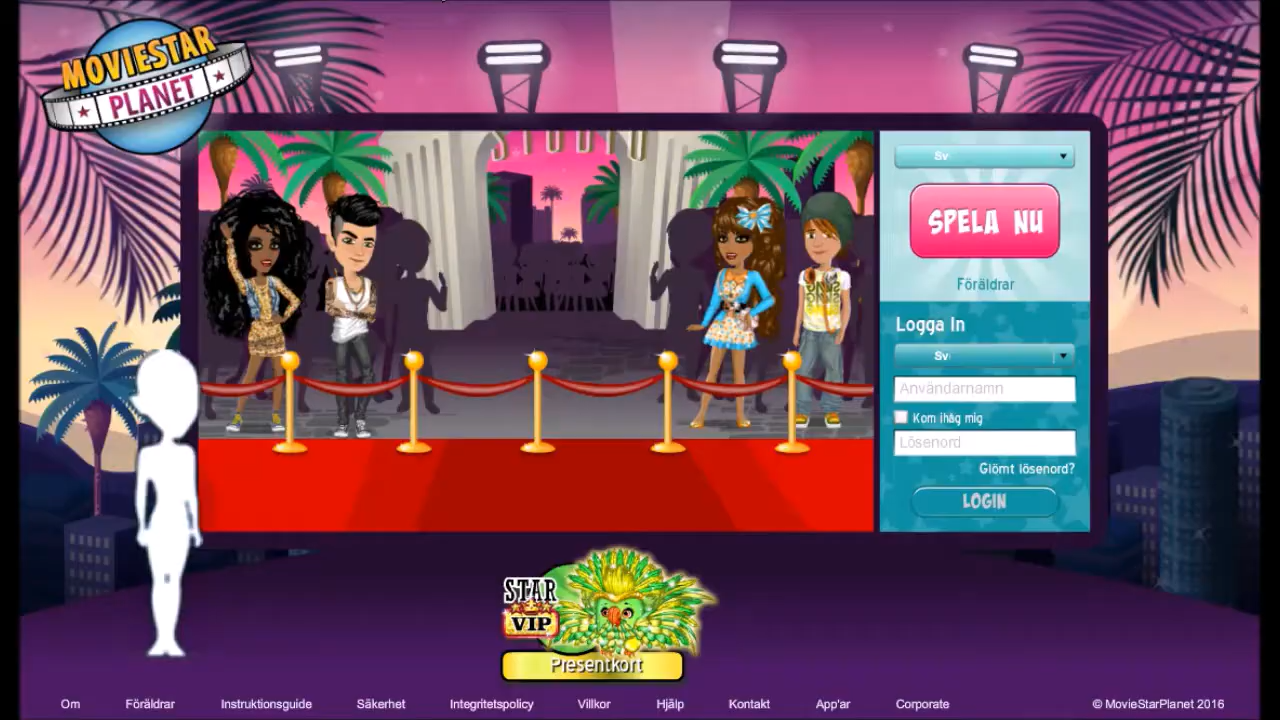 MOVIESTAR
PLANET
STUDIO
Sv
SPELA NU
Föräldrar
Logga In
Sv
Användarnamn
Kom ihåg mig
Lösenord
Glömt lösenord?
LOGIN
STAR
VIP
Presentkort
Om Föräldrar Instruktionsguide Säkerhet Integritetspolicy Villkor Hjälp Kontakt App'ar Corporate © MovieStarPlanet 2016